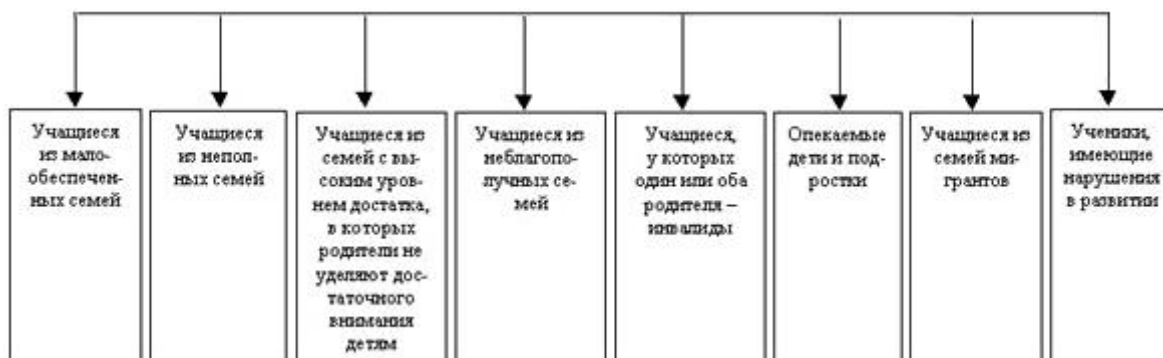 Учащиеся
из мало-
обеспечен-
ных семей
Учащиеся
из непол-
ных семей
Учащиеся из
семей с вы-
соким уров-
нем достатка,
в которых
родители не
уделяют дос-
таточного
внимания
детям
Учащиеся из
неблагопо-
лучных се-
мей
Учащиеся,
у которых
один или оба
родителя –
инвалиды
Опекаемые
дети и под-
ростки
Учащиеся из
семей ми-
грантов
Ученики,
имеющие
нарушения
в развитии